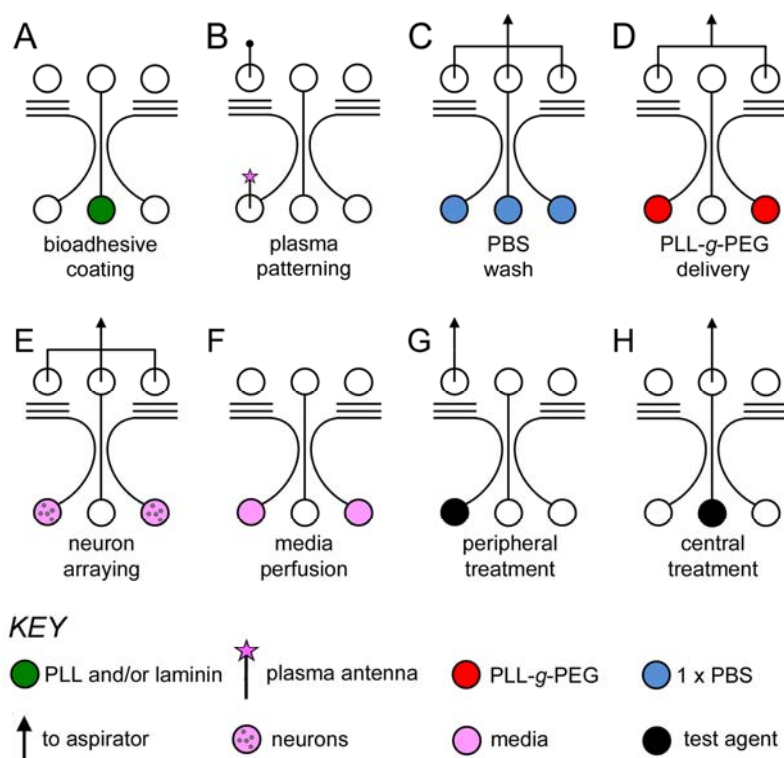 A B C D
bioadhesive
coating
plasma
patterning
PBS
wash
PLL-g-PEG
delivery
E F G H
neuron
arraying
media
perfusion
peripheral
treatment
central
treatment
KEY
PLL and/or laminin
plasma antenna
PLL-g-PEG
1 x PBS
to aspirator
neurons
media
test agent